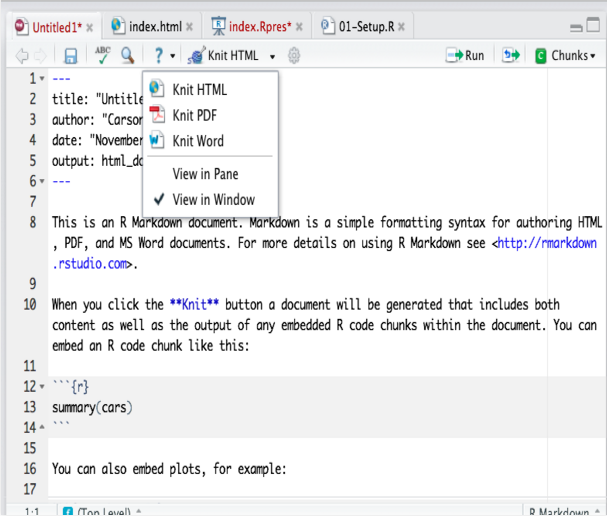 Untitled1* × index.html × index.Rpres* × 01-Setup.R ×
ABC ? Knit HTML Run C Chunks
Knit HTML
Knit PDF
Knit Word
View in Pane
View in Window
1 ---
2 title: "Untitle
3 author: "Carson
4 date: "November
5 output: html_do
6 ---
7
8 This is an R Markdown document. Markdown is a simple formatting syntax for authoring HTML
, PDF, and MS Word documents. For more details on using R Markdown see <http://rmarkdown
.rstudio.com>.
9
10 When you click the **Knit** button a document will be generated that includes both
content as well as the output of any embedded R code chunks within the document. You can
embed an R code chunk like this:
11
12 ```{r}
13 summary(cars)
14 ```
15
16 You can also embed plots, for example:
17
1:1 (Top Level) R Markdown